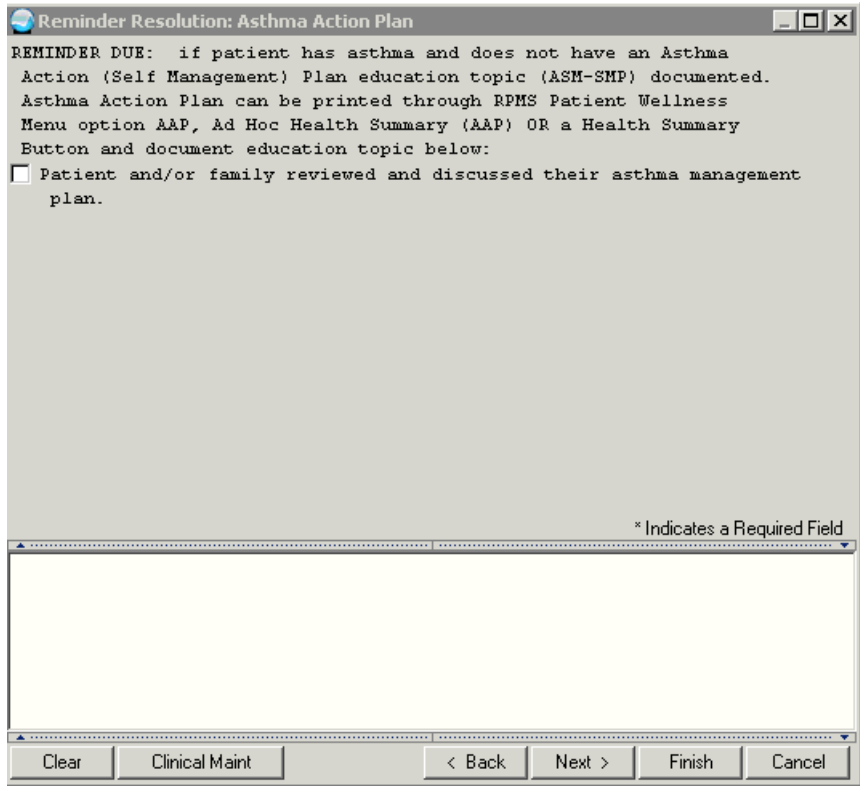 Reminder Resolution: Asthma Action Plan
REMINDER DUE:  if patient has asthma and does not have an Asthma
Action (Self Management) Plan education topic (ASM-SMP) documented.
Asthma Action Plan can be printed through RPMS Patient Wellness
Menu option AAP, Ad Hoc Health Summary (AAP) OR a Health Summary
Button and document education topic below:
Patient and/or family reviewed and discussed their asthma management
plan.
* Indicates a Required Field
Clear Clinical Maint < Back Next > Finish Cancel